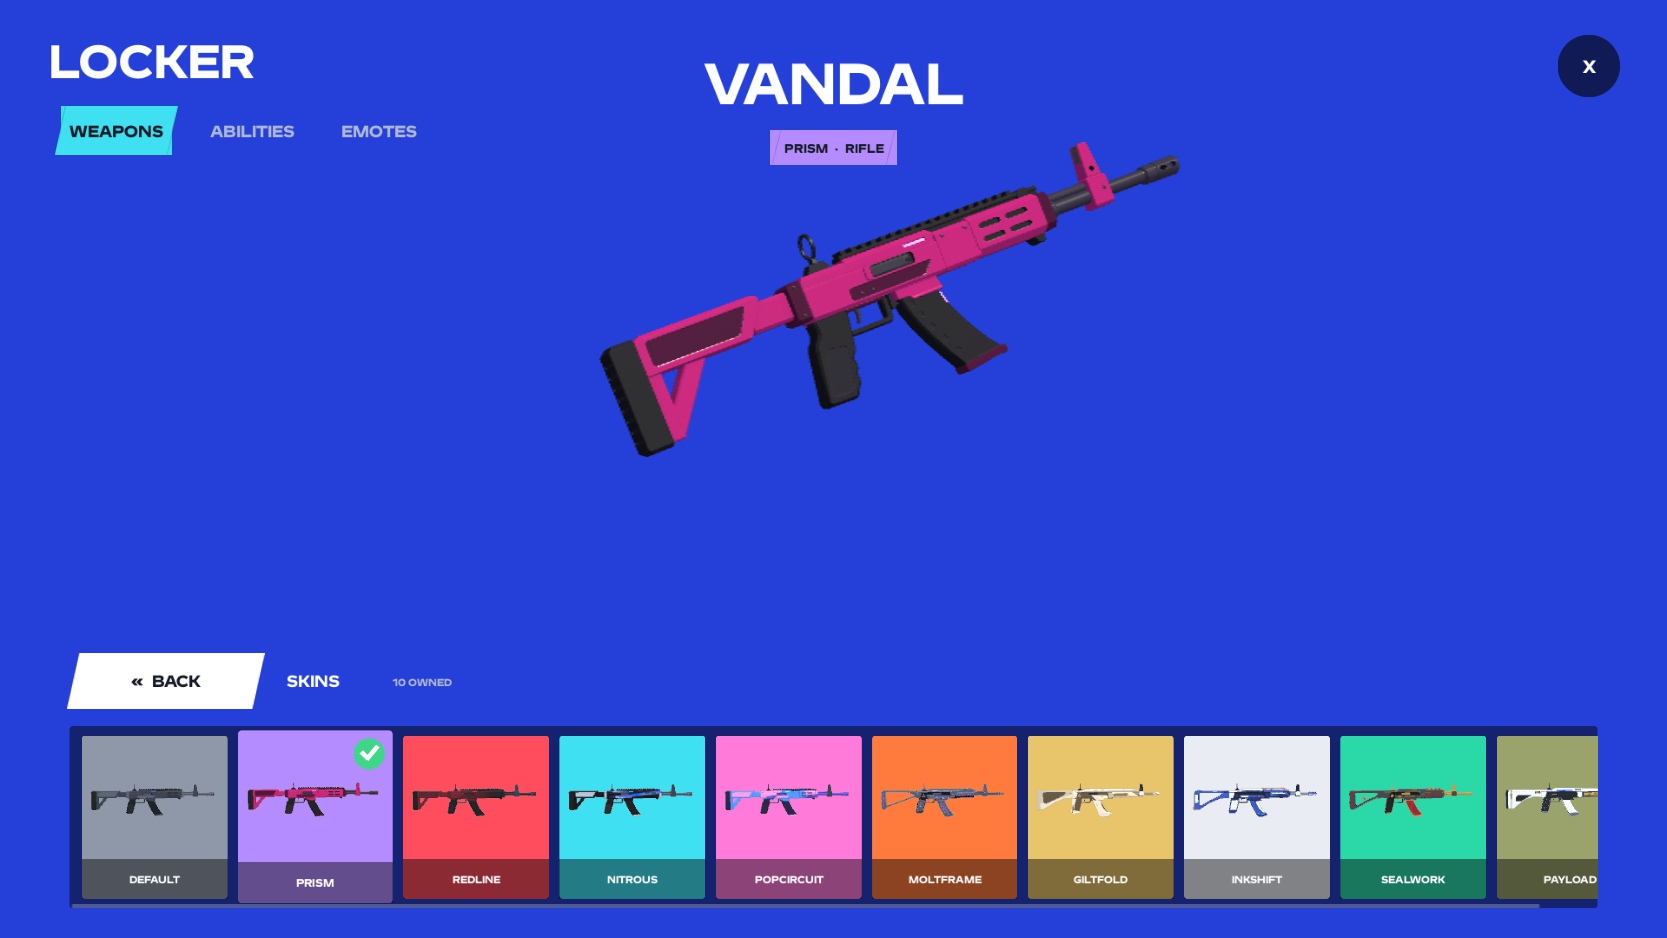 LOCKER
VANDAL
X
WEAPONS
ABILITIES
EMOTES
PRISM · RIFLE
« BACK
SKINS
10 OWNED
DEFAULT
PRISM
REDLINE
NITROUS
POPCIRCUIT
MOLTFRAME
GILTFOLD
INKSHIFT
SEALWORK
PAYLOAD